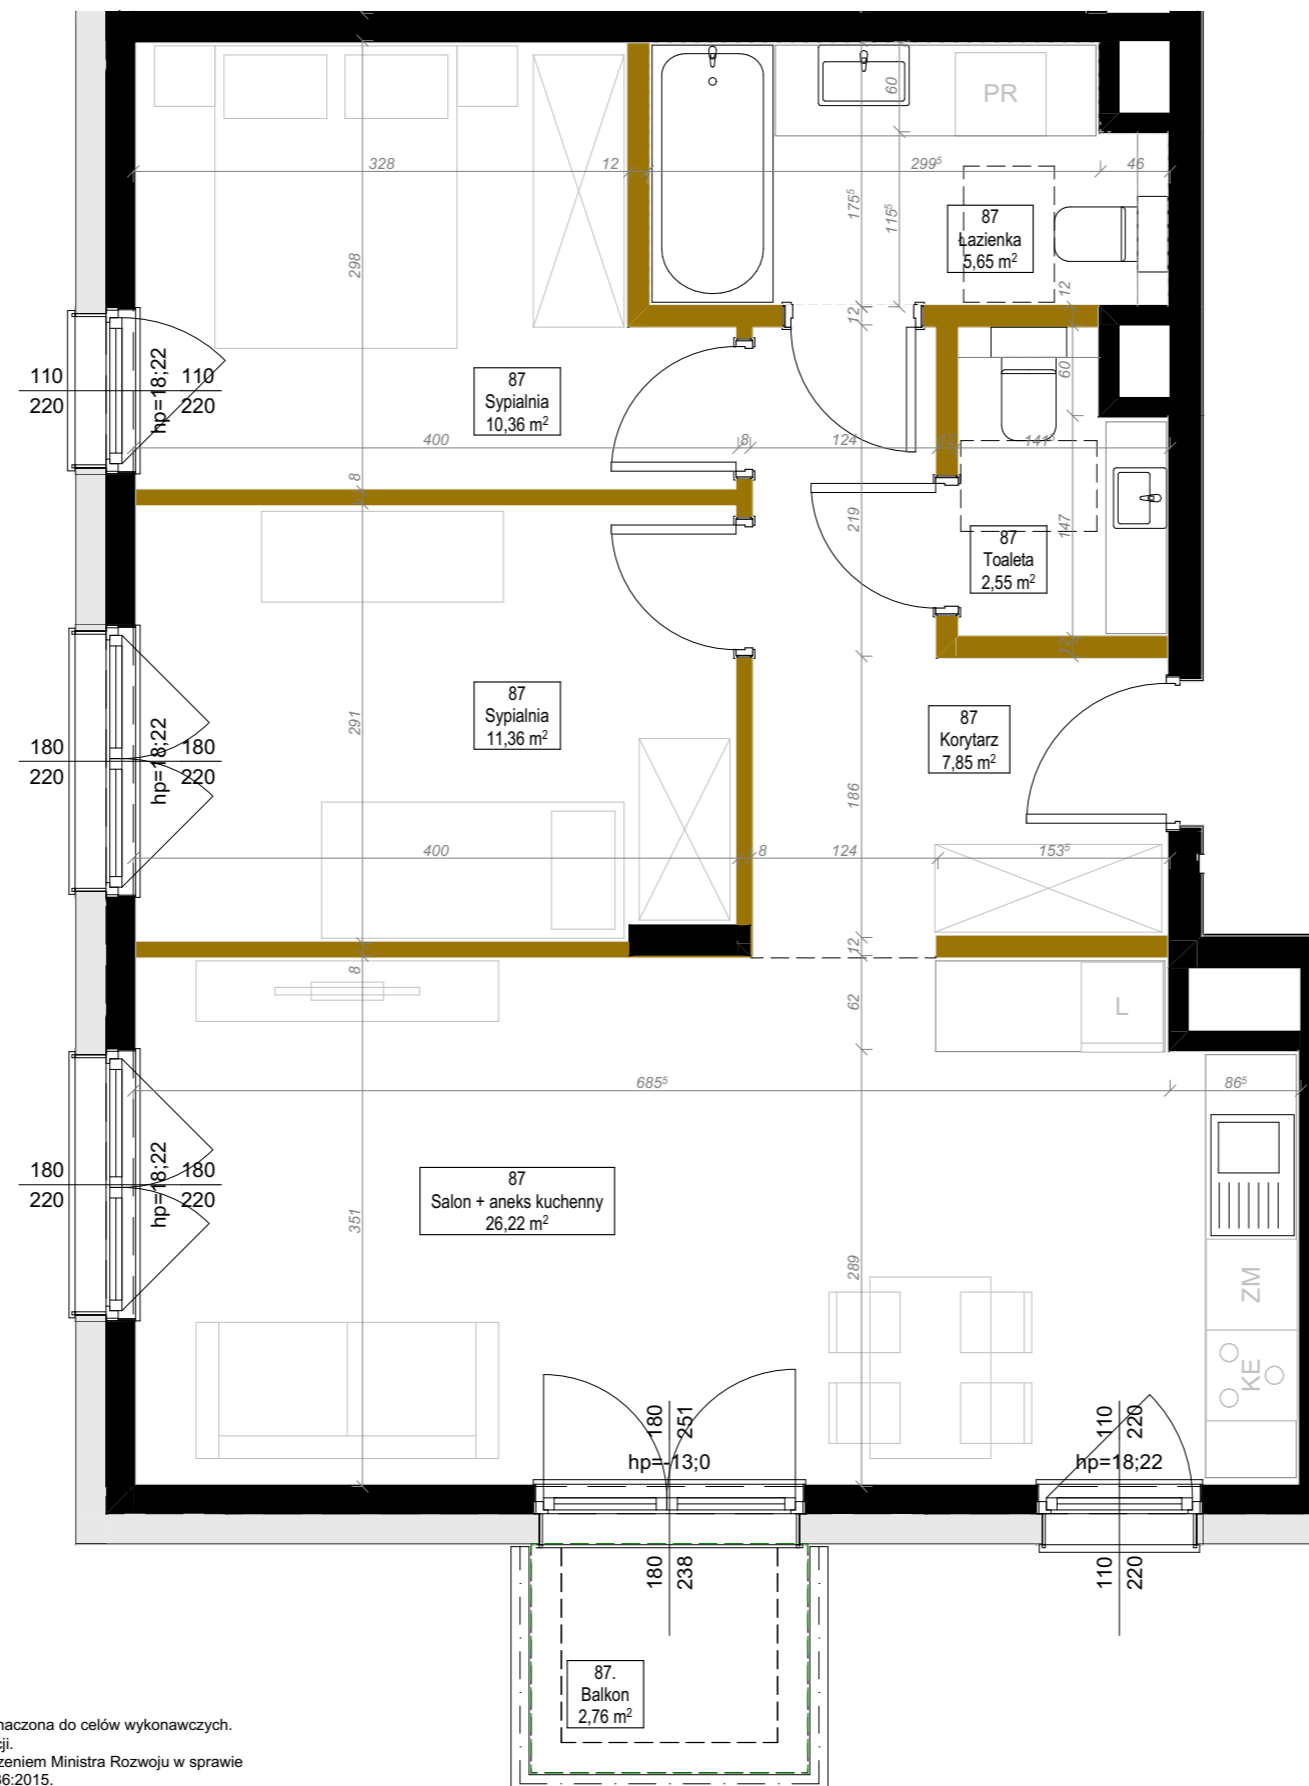 60
PR
328
12
299⁵
46
175⁵
115⁵
87
Łazienka
5,65 m²
298
12
12
110
220
hp=18;22
110
220
87
Sypialnia
10,36 m²
60
400
8
124
12
141⁵
8
219
147
87
Toaleta
2,55 m²
12
87
Sypialnia
11,36 m²
87
Korytarz
7,85 m²
291
180
220
hp=18;22
180
220
186
400
8
124
153⁵
12
8
62
L
685⁵
86⁵
180
220
hp=18;22
180
220
87
Salon + aneks kuchenny
26,22 m²
351
289
ZM
KE
180
251
hp=-13;0
110
220
hp=18;22
180
238
110
220
87.
Balkon
2,76 m²
naczona do celów wykonawczych.
cji.
zeniem Ministra Rozwoju w sprawie
36:2015.